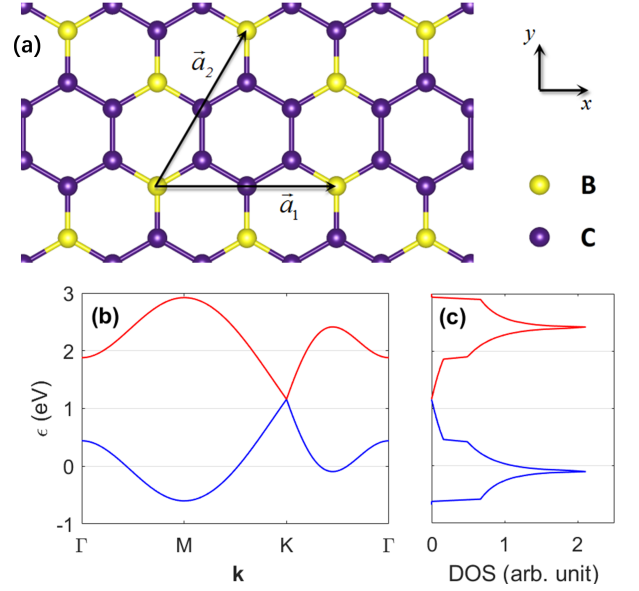 (a)
a⃗₂
a⃗₁
y
x
B
C
(b)
3
2
1
0
-1
ϵ (eV)
Γ
M
K
Γ
k
(c)
0
1
2
DOS (arb. unit)